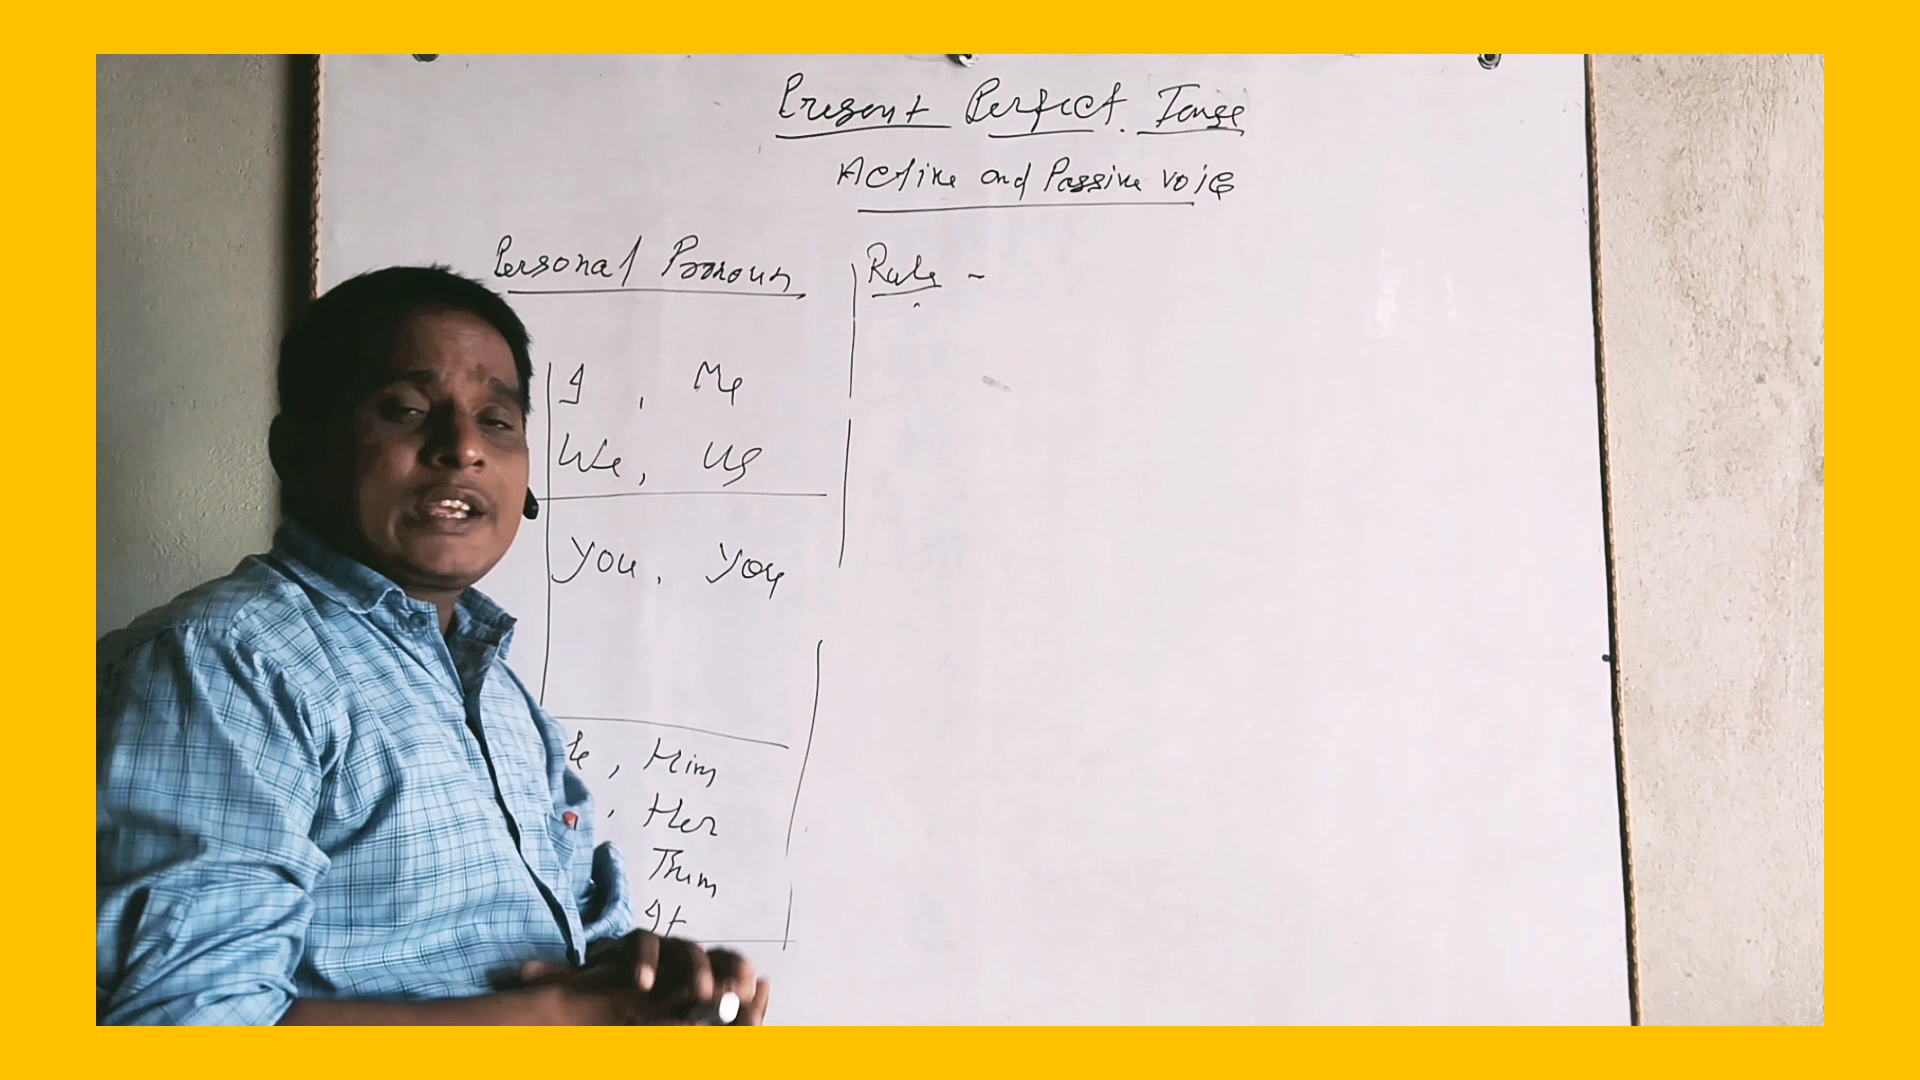 Present Perfect Tense
Active and Passive voice
Personal Pronoun
Rule -
I , Me
We, us
You, You
He, Him
, Her
Them
It